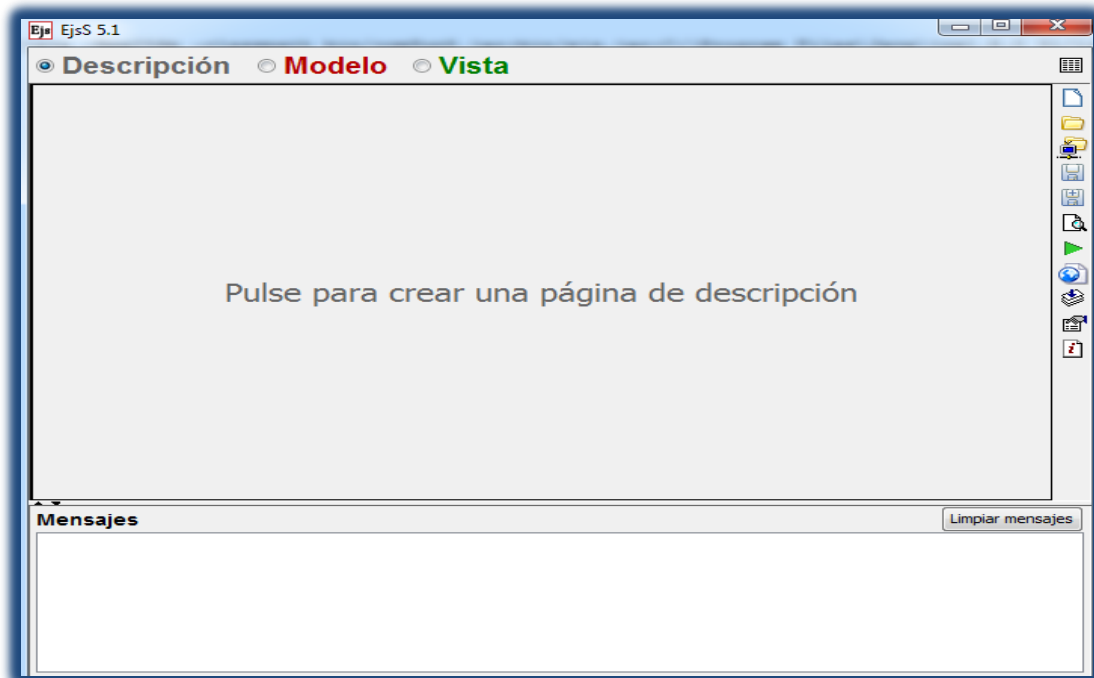 Ejs EjsS 5.1
Descripción Modelo Vista
Pulse para crear una página de descripción
Mensajes Limpiar mensajes